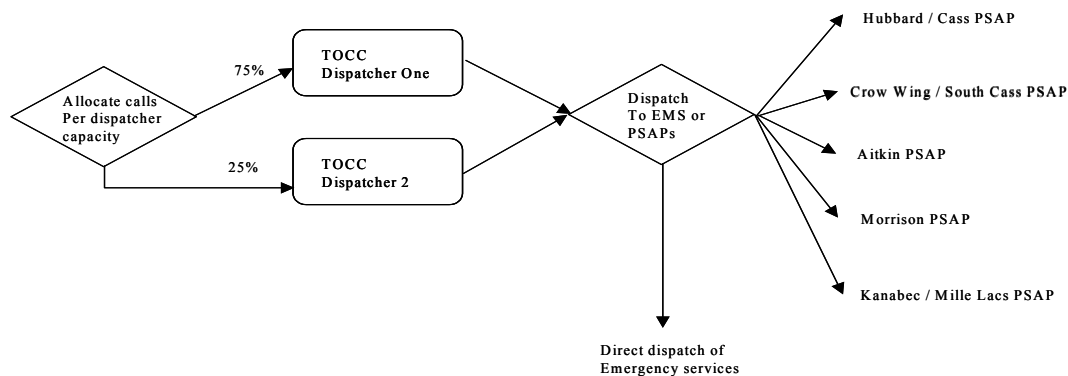 Allocate calls
Per dispatcher
capacity
75%
25%
TOCC
Dispatcher One
TOCC
Dispatcher 2
Dispatch
To EMS or
PSAPs
Hubbard / Cass PSAP
Crow Wing / South Cass PSAP
Aitkin PSAP
Morrison PSAP
Kanabec / Mille Lacs PSAP
Direct dispatch of
Emergency services